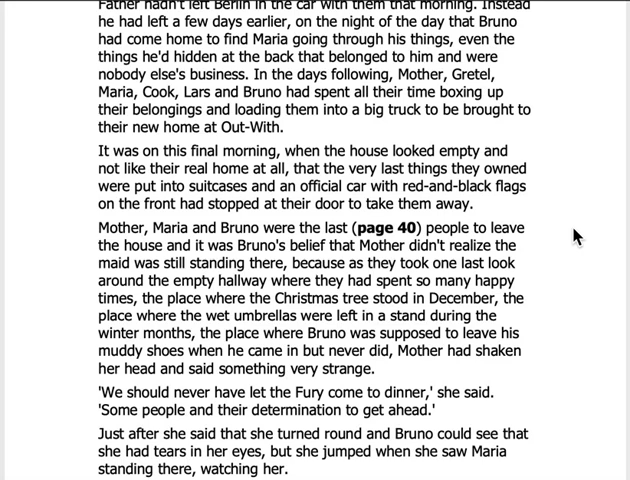 Father hadn't left Berlin in the car with them that morning. Instead
he had left a few days earlier, on the night of the day that Bruno
had come home to find Maria going through his things, even the
things he'd hidden at the back that belonged to him and were
nobody else's business. In the days following, Mother, Gretel,
Maria, Cook, Lars and Bruno had spent all their time boxing up
their belongings and loading them into a big truck to be brought to
their new home at Out-With.
It was on this final morning, when the house looked empty and
not like their real home at all, that the very last things they owned
were put into suitcases and an official car with red-and-black flags
on the front had stopped at their door to take them away.
Mother, Maria and Bruno were the last (page 40) people to leave
the house and it was Bruno's belief that Mother didn't realize the
maid was still standing there, because as they took one last look
around the empty hallway where they had spent so many happy
times, the place where the Christmas tree stood in December, the
place where the wet umbrellas were left in a stand during the
winter months, the place where Bruno was supposed to leave his
muddy shoes when he came in but never did, Mother had shaken
her head and said something very strange.
'We should never have let the Fury come to dinner,' she said.
'Some people and their determination to get ahead.'
Just after she said that she turned round and Bruno could see that
she had tears in her eyes, but she jumped when she saw Maria
standing there, watching her.